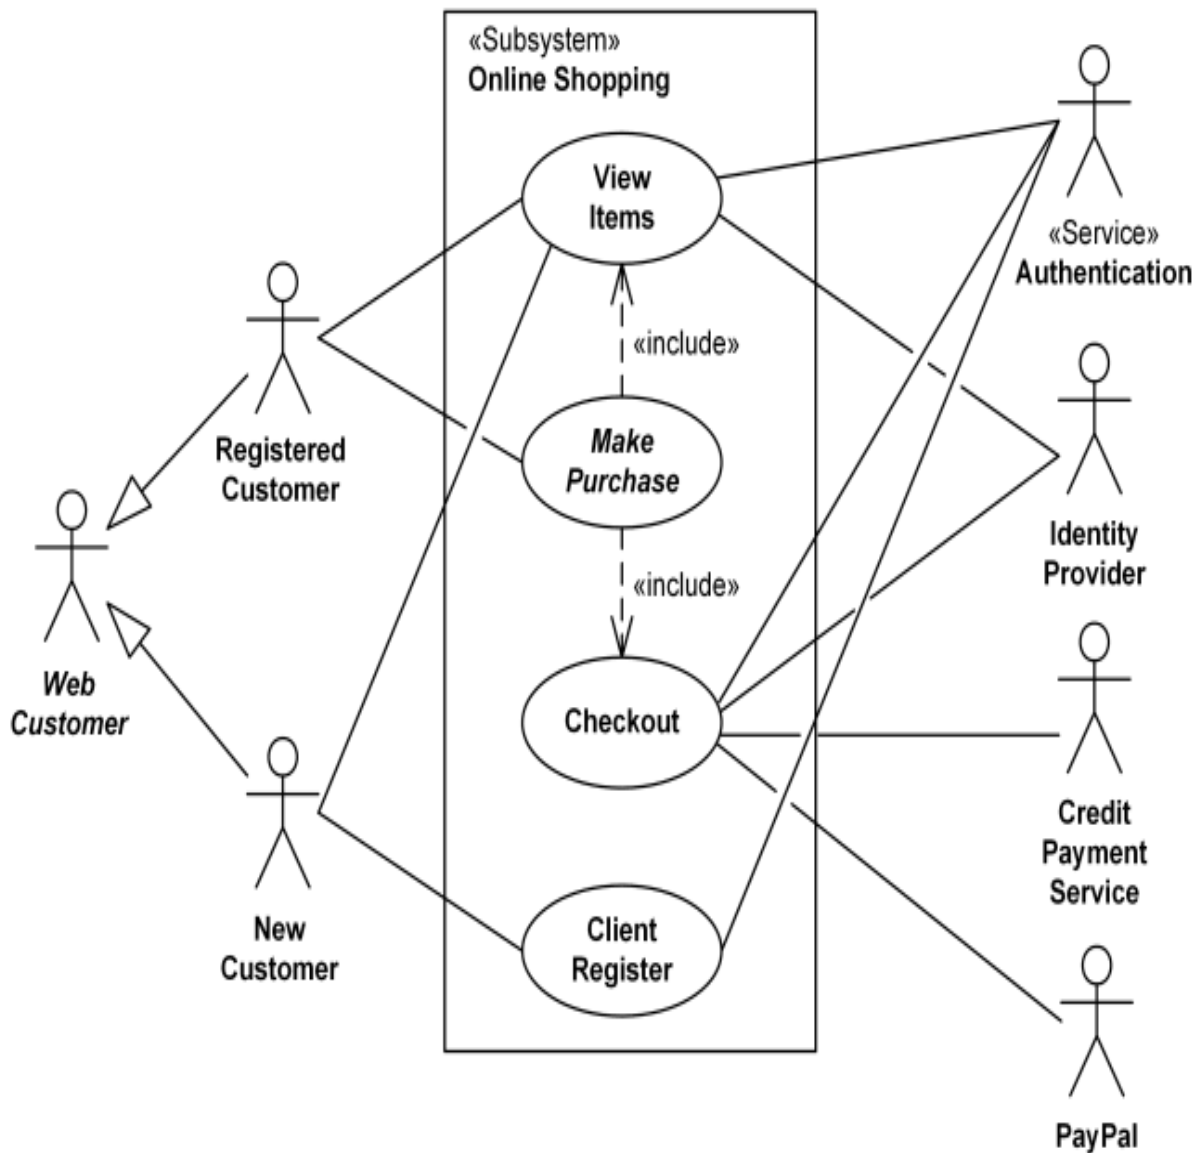 «Subsystem»
Online Shopping
View
Items
«Service»
Authentication
«include»
Registered
Customer
Make
Purchase
Identity
Provider
«include»
Web
Customer
Checkout
Credit
Payment
Service
New
Customer
Client
Register
PayPal